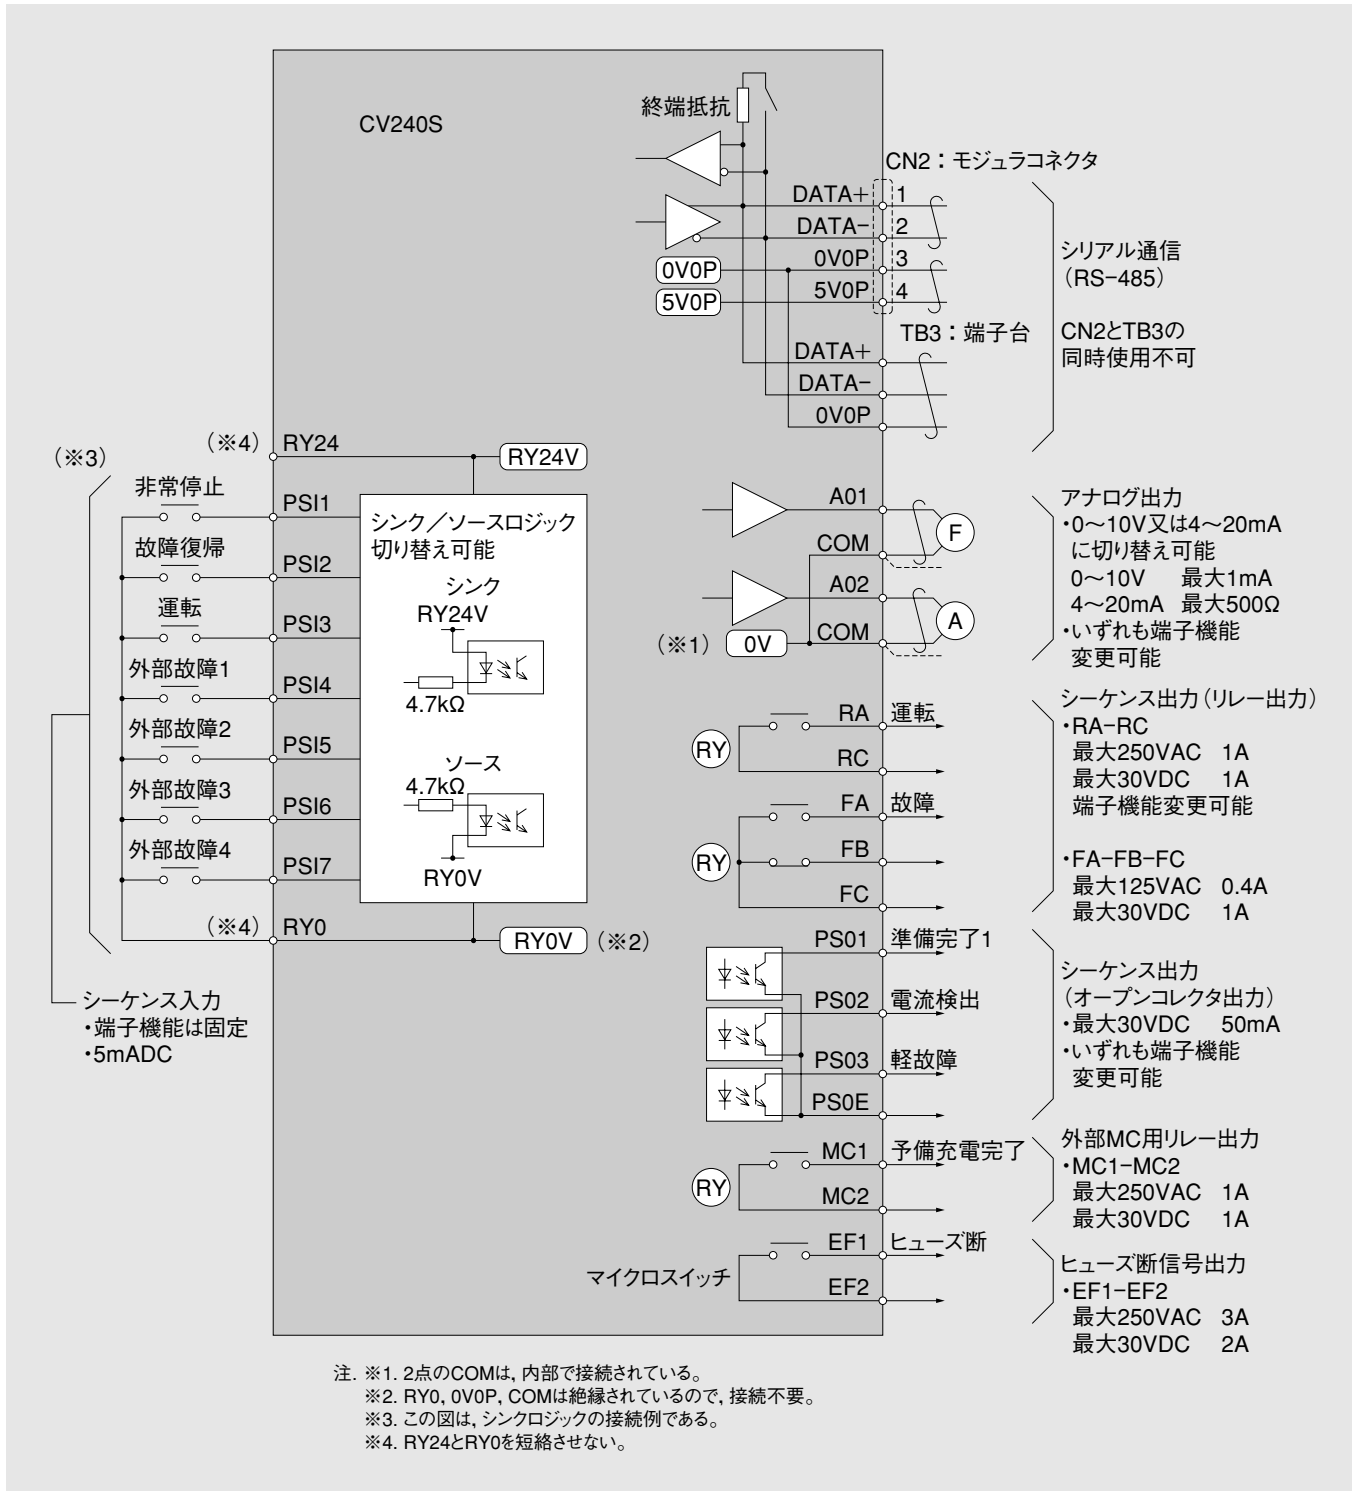 CV240S
終端抵抗
CN2：モジュラコネクタ
DATA+ 1
DATA− 2
0V0P 0V0P 3
5V0P 5V0P 4
シリアル通信
（RS−485）
CN2とTB3の
同時使用不可
TB3：端子台
DATA+
DATA−
0V0P
（※3）
（※4） RY24 RY24V
非常停止 PSI1
故障復帰 PSI2
運転 PSI3
外部故障1 PSI4
外部故障2 PSI5
外部故障3 PSI6
外部故障4 PSI7
（※4） RY0 RY0V （※2）
シンク／ソースロジック
切り替え可能
シンク
RY24V
4.7kΩ
ソース
4.7kΩ
RY0V
シーケンス入力
・端子機能は固定
・5mADC
A01
COM
F
A02
（※1） 0V COM
A
アナログ出力
・0〜10V又は4〜20mA
に切り替え可能
0〜10V 最大1mA
4〜20mA 最大500Ω
・いずれも端子機能
変更可能
RA 運転
RY
RC
FA 故障
RY FB
FC
シーケンス出力（リレー出力）
・RA−RC
最大250VAC 1A
最大30VDC 1A
端子機能変更可能
・FA−FB−FC
最大125VAC 0.4A
最大30VDC 1A
PS01 準備完了1
PS02 電流検出
PS03 軽故障
PS0E
シーケンス出力
（オープンコレクタ出力）
・最大30VDC 50mA
・いずれも端子機能
変更可能
MC1 予備充電完了
RY
MC2
外部MC用リレー出力
・MC1−MC2
最大250VAC 1A
最大30VDC 1A
EF1 ヒューズ断
マイクロスイッチ
EF2
ヒューズ断信号出力
・EF1−EF2
最大250VAC 3A
最大30VDC 2A
注. ※1. 2点のCOMは，内部で接続されている。
※2. RY0，0V0P，COMは絶縁されているので，接続不要。
※3. この図は，シンクロジックの接続例である。
※4. RY24とRY0を短絡させない。